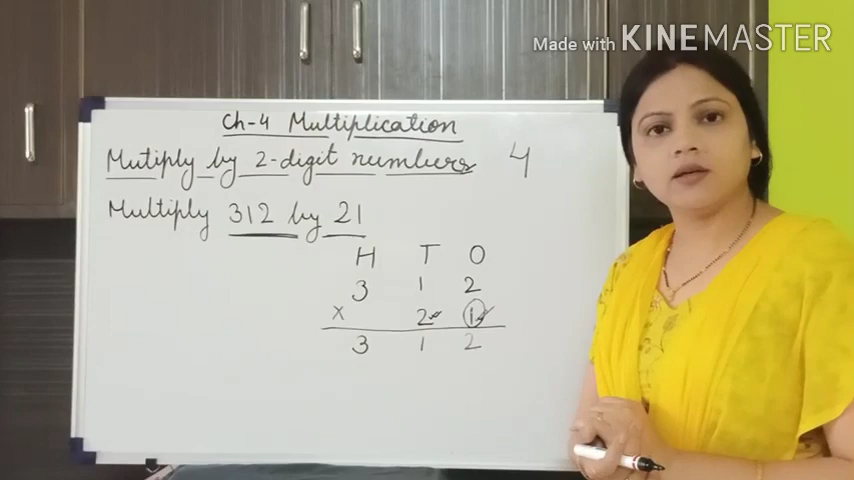 Made with KINEMASTER
Ch-4 Multiplication
Mutiply by 2-digit numbers 4
Multiply 312 by 21
H T O
3 1 2
x 2 1
3 1 2